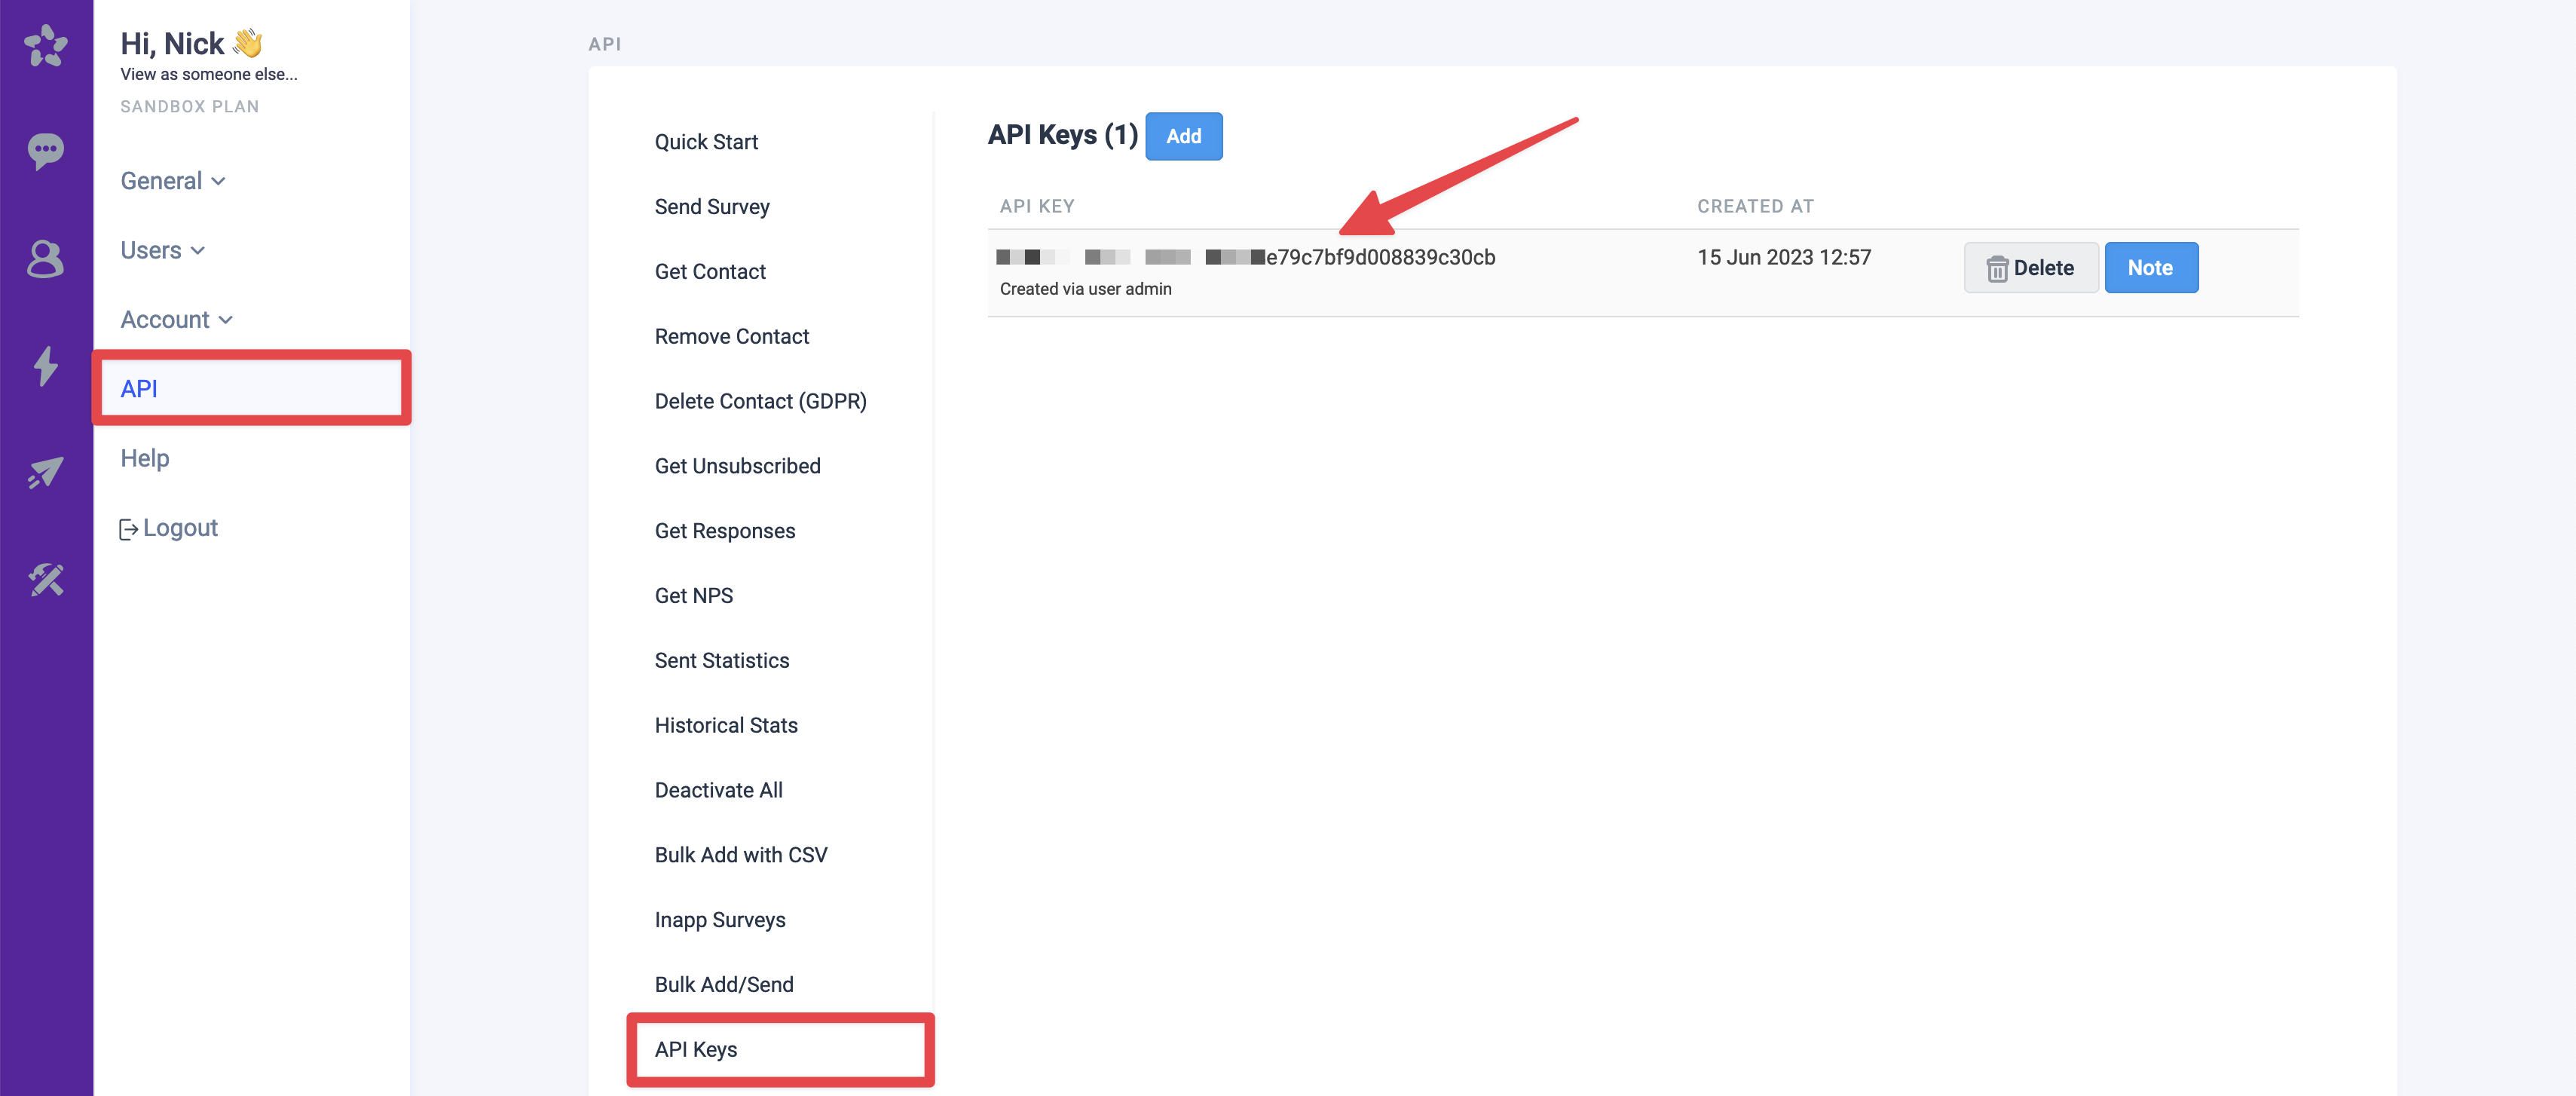 Hi, Nick 👋
View as someone else...
SANDBOX PLAN
General
Users
Account
API
Help
Logout
API
Quick Start
Send Survey
Get Contact
Remove Contact
Delete Contact (GDPR)
Get Unsubscribed
Get Responses
Get NPS
Sent Statistics
Historical Stats
Deactivate All
Bulk Add with CSV
Inapp Surveys
Bulk Add/Send
API Keys
API Keys (1) Add
API KEY CREATED AT
e79c7bf9d008839c30cb 15 Jun 2023 12:57 Delete Note
Created via user admin